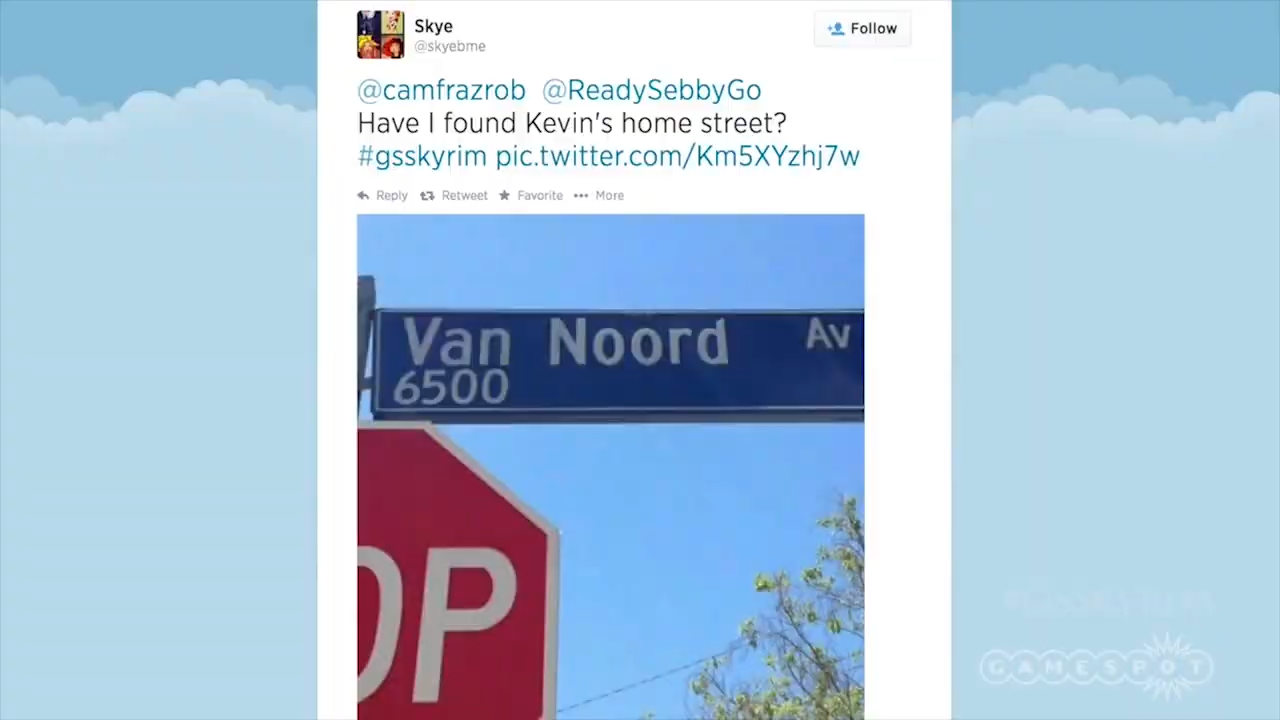 Skye
@skyebme
Follow
@camfrazrob @ReadySebbyGo
Have I found Kevin's home street?
#gsskyrim pic.twitter.com/Km5XYzhj7w
Reply Retweet Favorite More
Van Noord Av
6500
OP
GAMESPOT